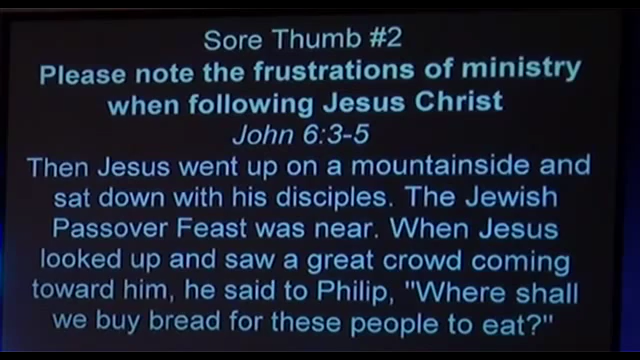 Sore Thumb #2
Please note the frustrations of ministry
when following Jesus Christ
John 6:3-5
Then Jesus went up on a mountainside and
sat down with his disciples. The Jewish
Passover Feast was near. When Jesus
looked up and saw a great crowd coming
toward him, he said to Philip, "Where shall
we buy bread for these people to eat?"